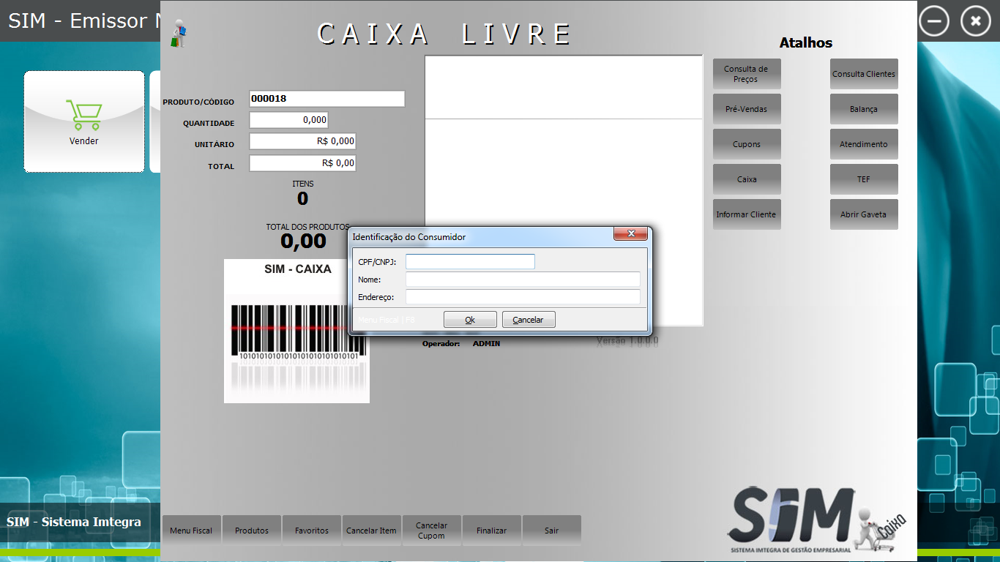 SIM - Emissor
CAIXA LIVRE
Atalhos
Vender
PRODUTO/CÓDIGO
000018
QUANTIDADE
0,000
UNITÁRIO
R$ 0,000
TOTAL
R$ 0,00
ITENS
0
TOTAL DOS PRODUTOS
0,00
SIM - CAIXA
Consulta de
Preços
Consulta Clientes
Pré-Vendas
Balança
Cupons
Atendimento
Caixa
TEF
Informar Cliente
Abrir Gaveta
Identificação do Consumidor
CPF/CNPJ:
Nome:
Endereço:
Menu Fiscal | F8
Ok
Cancelar
Operador: ADMIN
Versão 1.0.0.0
SIM - Sistema Imtegra
Menu Fiscal
Produtos
Favoritos
Cancelar Item
Cancelar
Cupom
Finalizar
Sair
SIM
Caixa
SISTEMA IMTEGRA DE GESTÃO EMPRESARIAL